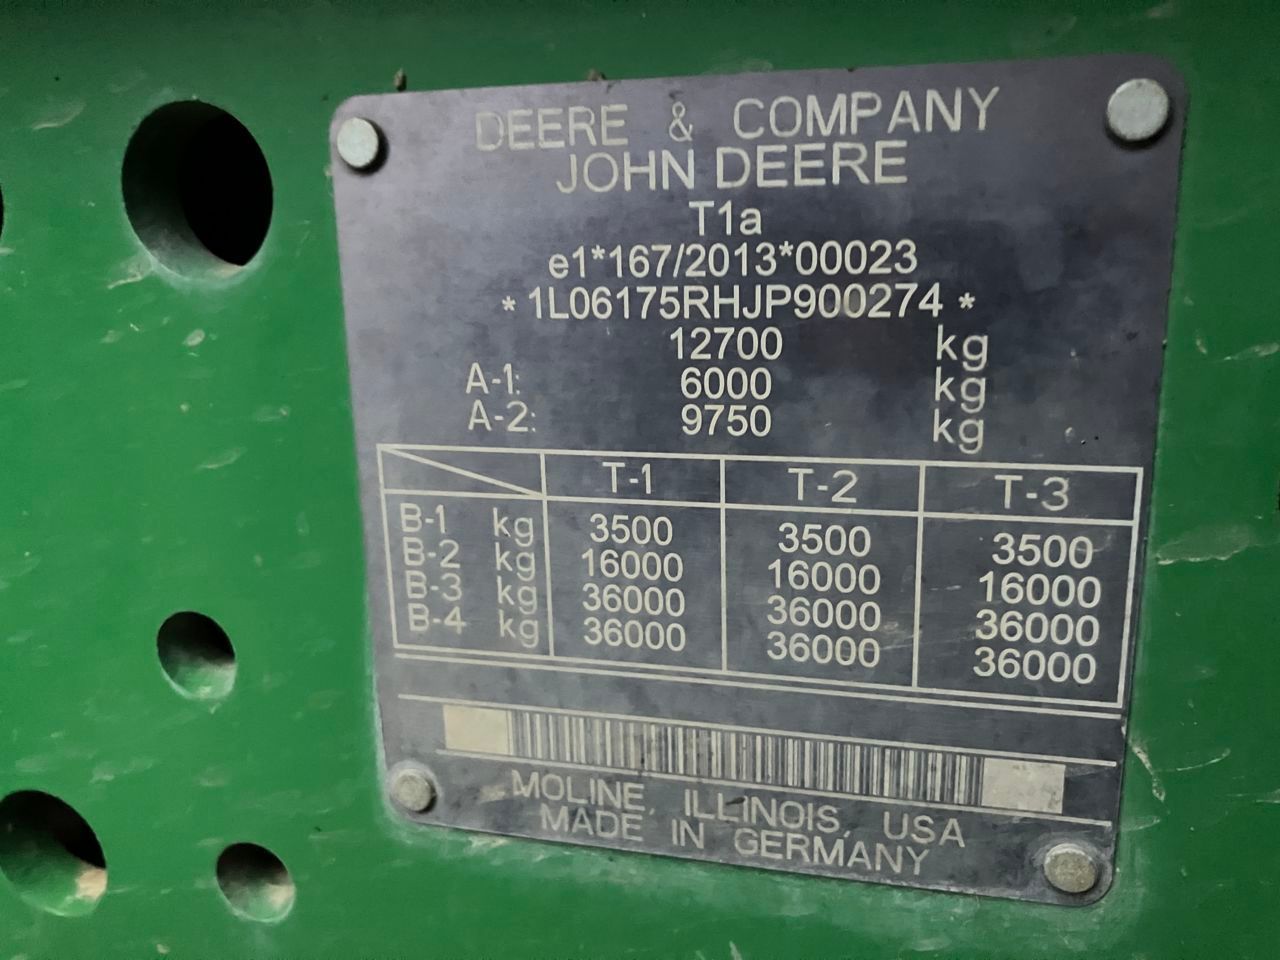 DEERE & COMPANY
JOHN DEERE
T1a
e1*167/2013*00023
* 1L06175RHJP900274 *
12700 kg
A-1: 6000 kg
A-2: 9750 kg
T-1 T-2 T-3
B-1 kg 3500 3500 3500
B-2 kg 16000 16000 16000
B-3 kg 36000 36000 36000
B-4 kg 36000 36000 36000
MOLINE, ILLINOIS, USA
MADE IN GERMANY